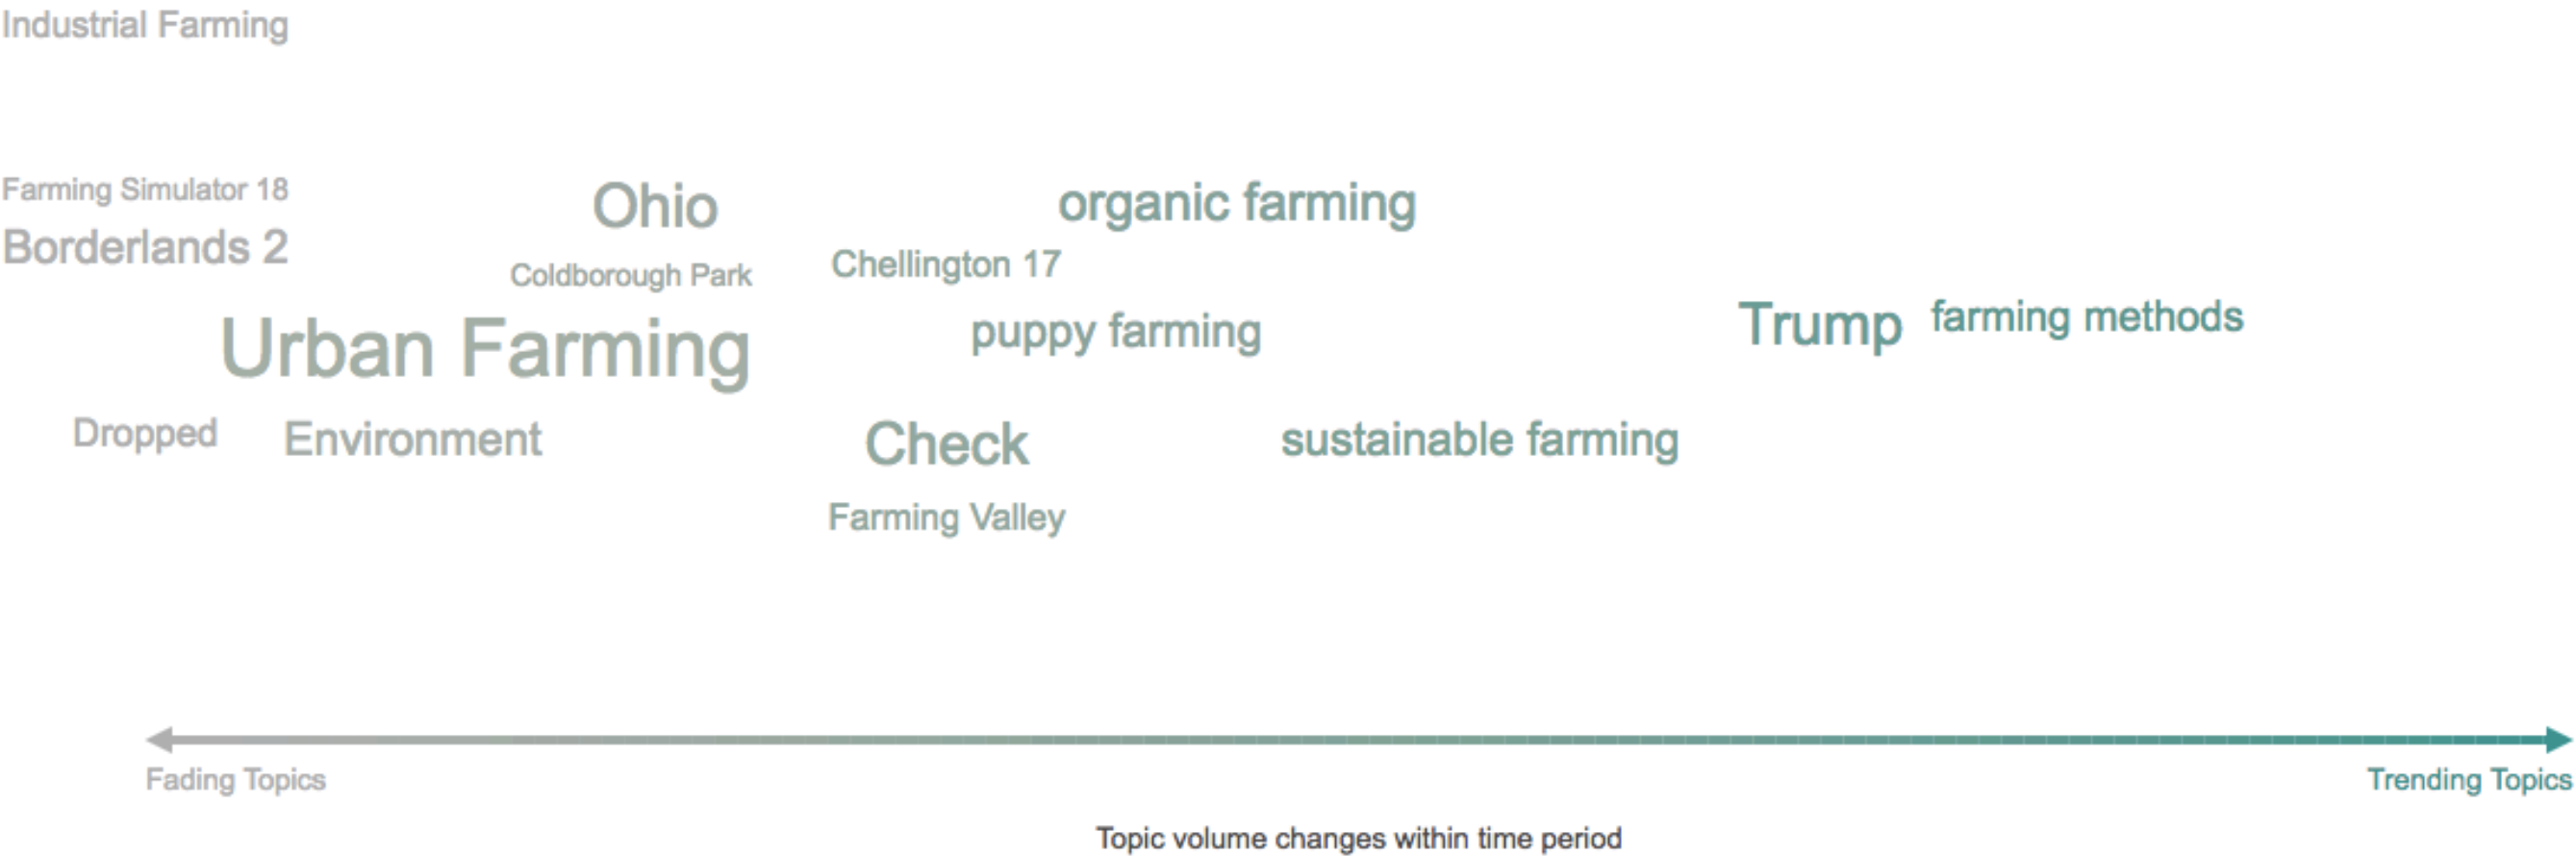 Industrial Farming
Farming Simulator 18
Ohio
organic farming
Borderlands 2
Coldborough Park
Chellington 17
Urban Farming
puppy farming
Trump
farming methods
Dropped
Environment
Check
sustainable farming
Farming Valley
Fading Topics
Trending Topics
Topic volume changes within time period